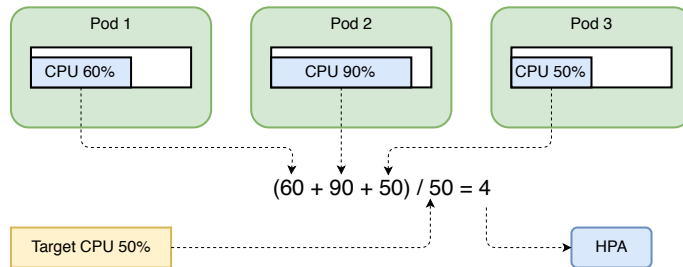 Pod 1
Pod 2
Pod 3
CPU 60%
CPU 90%
CPU 50%
(60 + 90 + 50) / 50 = 4
Target CPU 50%
HPA